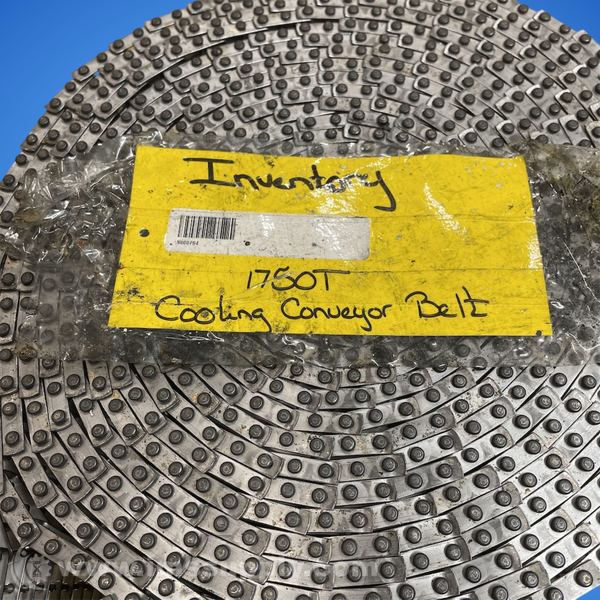 Inventory
1750T
Cooling Conveyor Belt